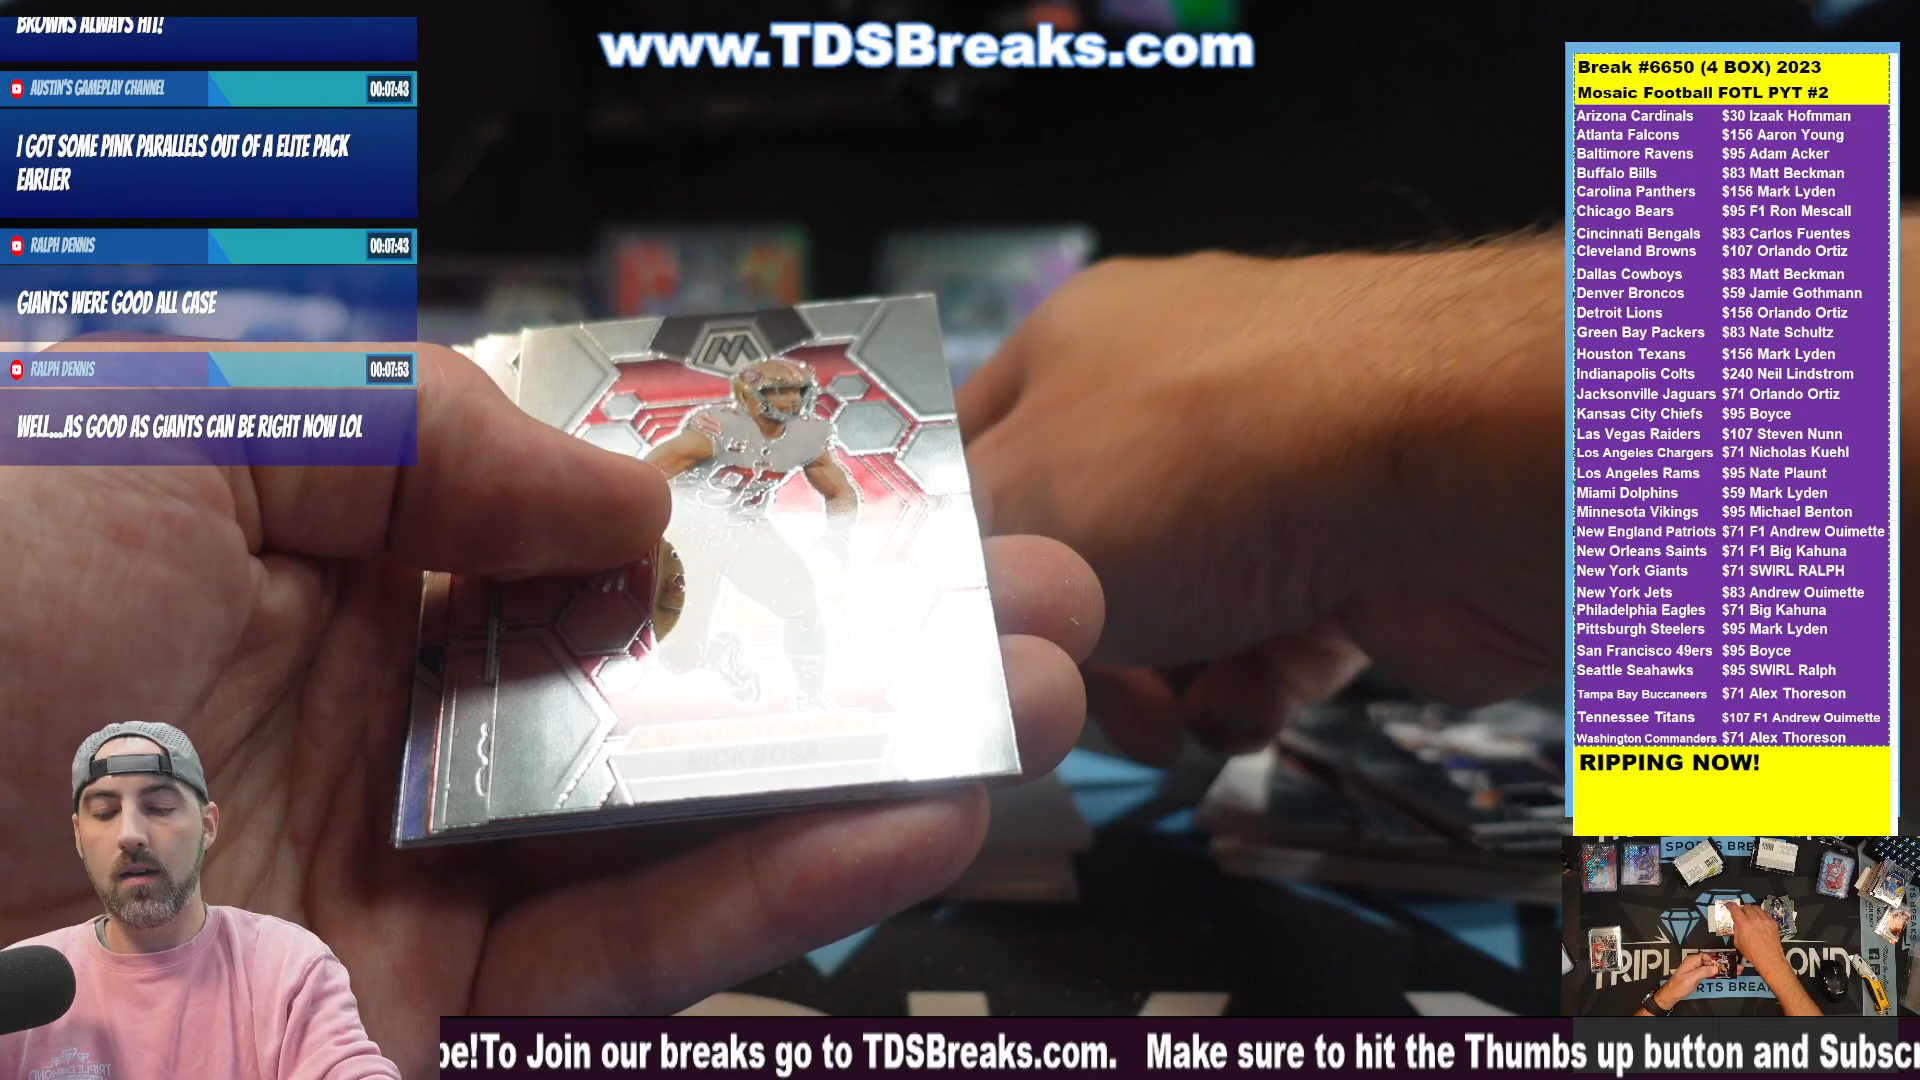 www.TDSBreaks.com
BROWNS ALWAYS HIT!
AUSTIN'S GAMEPLAY CHANNEL 00:07:43
I GOT SOME PINK PARALLELS OUT OF A ELITE PACK
EARLIER
RALPH DENNIS 00:07:43
GIANTS WERE GOOD ALL CASE
RALPH DENNIS 00:07:53
WELL...AS GOOD AS GIANTS CAN BE RIGHT NOW LOL
NICK BOSA
Break #6650 (4 BOX) 2023
Mosaic Football FOTL PYT #2
Arizona Cardinals $30 Izaak Hofmman
Atlanta Falcons $156 Aaron Young
Baltimore Ravens $95 Adam Acker
Buffalo Bills $83 Matt Beckman
Carolina Panthers $156 Mark Lyden
Chicago Bears $95 F1 Ron Mescall
Cincinnati Bengals $83 Carlos Fuentes
Cleveland Browns $107 Orlando Ortiz
Dallas Cowboys $83 Matt Beckman
Denver Broncos $59 Jamie Gothmann
Detroit Lions $156 Orlando Ortiz
Green Bay Packers $83 Nate Schultz
Houston Texans $156 Mark Lyden
Indianapolis Colts $240 Neil Lindstrom
Jacksonville Jaguars $71 Orlando Ortiz
Kansas City Chiefs $95 Boyce
Las Vegas Raiders $107 Steven Nunn
Los Angeles Chargers $71 Nicholas Kuehl
Los Angeles Rams $95 Nate Plaunt
Miami Dolphins $59 Mark Lyden
Minnesota Vikings $95 Michael Benton
New England Patriots $71 F1 Andrew Ouimette
New Orleans Saints $71 F1 Big Kahuna
New York Giants $71 SWIRL RALPH
New York Jets $83 Andrew Ouimette
Philadelphia Eagles $71 Big Kahuna
Pittsburgh Steelers $95 Mark Lyden
San Francisco 49ers $95 Boyce
Seattle Seahawks $95 SWIRL Ralph
Tampa Bay Buccaneers $71 Alex Thoreson
Tennessee Titans $107 F1 Andrew Ouimette
Washington Commanders $71 Alex Thoreson
RIPPING NOW!
be!To Join our breaks go to TDSBreaks.com. Make sure to hit the Thumbs up button and Subscr